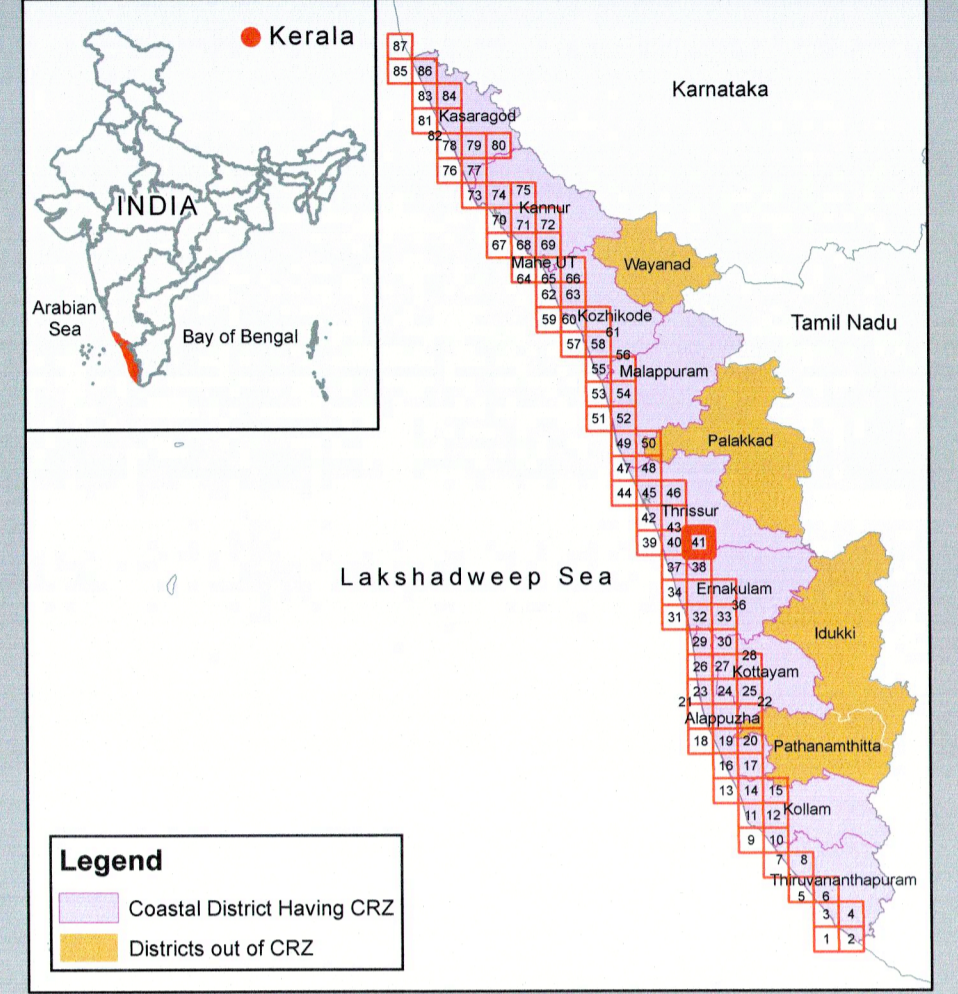 Kerala
INDIA
Arabian
Sea
Bay of Bengal
Karnataka
Tamil Nadu
Lakshadweep Sea
87
85 86
83 84
81 Kasaragod
82
78 79 80
76 77
73 74 75
Kannur
70 71 72
67 68 69
Mahe UT
64 65 66
62 63
Wayanad
59 60 Kozhikode
61
57 58
56
55 Malappuram
53 54
51 52
49 50 Palakkad
47 48
44 45 46
Thrissur
42 43
39 40 41
37 38
34 Ernakulam
36
31 32 33
Idukki
29 30
28
26 27 Kottayam
23 24 25
21 22
Alappuzha
18 19 20 Pathanamthitta
16 17
13 14 15
11 12 Kollam
9 10
7 8
Thiruvananthapuram
5 6
3 4
1 2
Legend
Coastal District Having CRZ
Districts out of CRZ